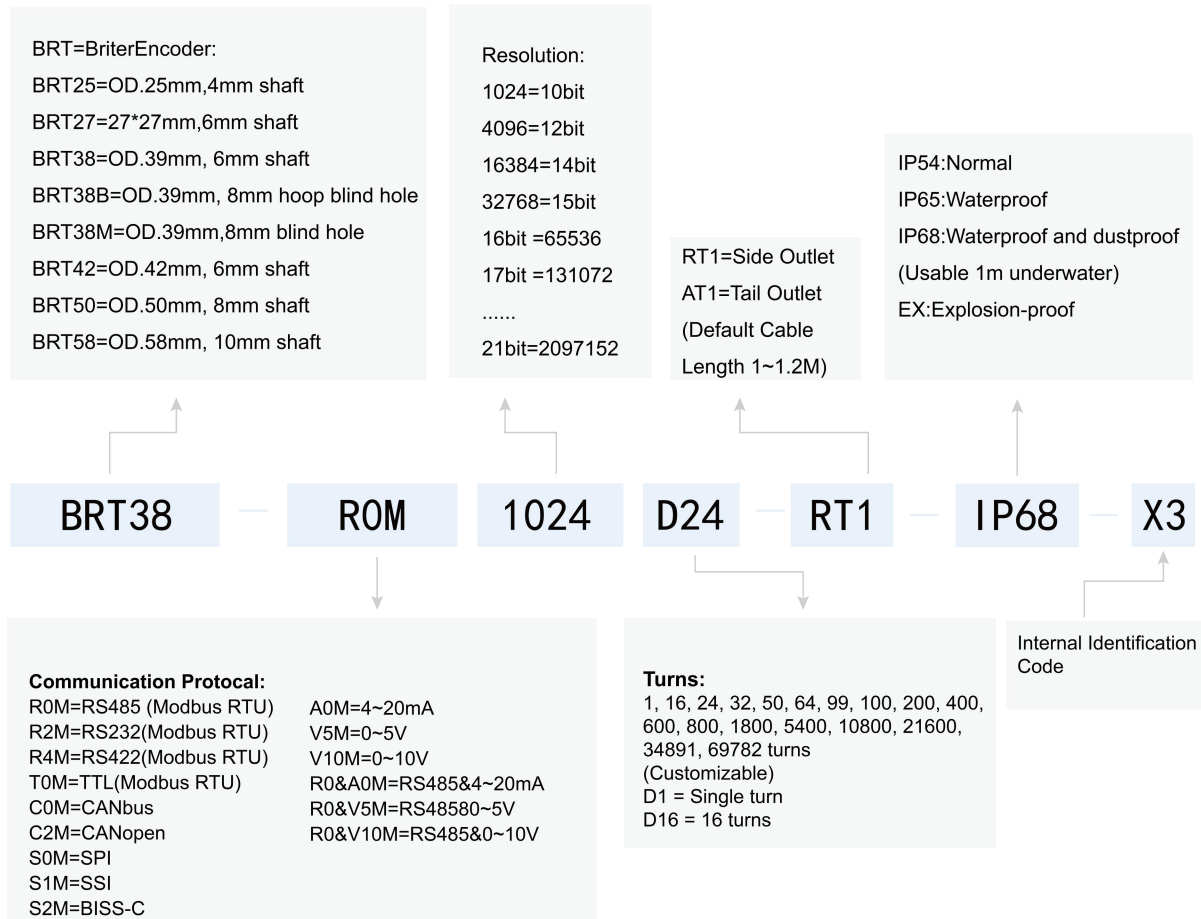 BRT=BriterEncoder:
BRT25=OD.25mm,4mm shaft
BRT27=27*27mm,6mm shaft
BRT38=OD.39mm, 6mm shaft
BRT38B=OD.39mm, 8mm hoop blind hole
BRT38M=OD.39mm,8mm blind hole
BRT42=OD.42mm, 6mm shaft
BRT50=OD.50mm, 8mm shaft
BRT58=OD.58mm, 10mm shaft
Resolution:
1024=10bit
4096=12bit
16384=14bit
32768=15bit
16bit =65536
17bit =131072
......
21bit=2097152
RT1=Side Outlet
AT1=Tail Outlet
(Default Cable
Length 1~1.2M)
IP54:Normal
IP65:Waterproof
IP68:Waterproof and dustproof
(Usable 1m underwater)
EX:Explosion-proof
BRT38 — R0M 1024 D24 — RT1 — IP68 — X3
Communication Protocal:
R0M=RS485 (Modbus RTU)
R2M=RS232(Modbus RTU)
R4M=RS422(Modbus RTU)
T0M=TTL(Modbus RTU)
C0M=CANbus
C2M=CANopen
S0M=SPI
S1M=SSI
S2M=BISS-C
A0M=4~20mA
V5M=0~5V
V10M=0~10V
R0&A0M=RS485&4~20mA
R0&V5M=RS48580~5V
R0&V10M=RS485&0~10V
Turns:
1, 16, 24, 32, 50, 64, 99, 100, 200, 400,
600, 800, 1800, 5400, 10800, 21600,
34891, 69782 turns
(Customizable)
D1 = Single turn
D16 = 16 turns
Internal Identification
Code